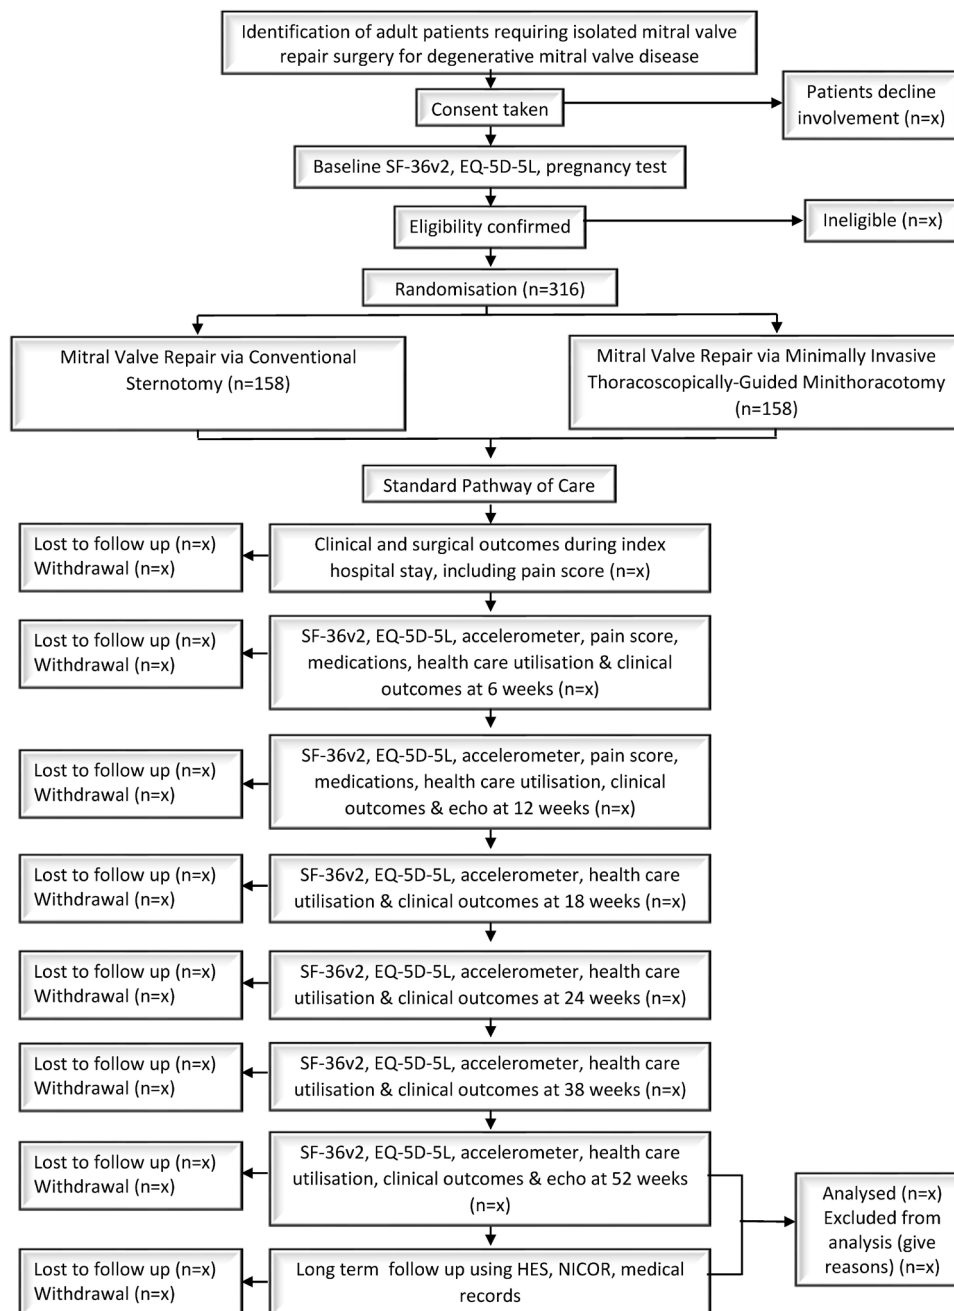 Identification of adult patients requiring isolated mitral valve
repair surgery for degenerative mitral valve disease
Consent taken
Patients decline
involvement (n=x)
Baseline SF-36v2, EQ-5D-5L, pregnancy test
Eligibility confirmed
Ineligible (n=x)
Randomisation (n=316)
Mitral Valve Repair via Conventional
Sternotomy (n=158)
Mitral Valve Repair via Minimally Invasive
Thoracoscopically-Guided Minithoracotomy
(n=158)
Standard Pathway of Care
Lost to follow up (n=x)
Withdrawal (n=x)
Clinical and surgical outcomes during index
hospital stay, including pain score (n=x)
Lost to follow up (n=x)
Withdrawal (n=x)
SF-36v2, EQ-5D-5L, accelerometer, pain score,
medications, health care utilisation & clinical
outcomes at 6 weeks (n=x)
Lost to follow up (n=x)
Withdrawal (n=x)
SF-36v2, EQ-5D-5L, accelerometer, pain score,
medications, health care utilisation, clinical
outcomes & echo at 12 weeks (n=x)
Lost to follow up (n=x)
Withdrawal (n=x)
SF-36v2, EQ-5D-5L, accelerometer, health care
utilisation & clinical outcomes at 18 weeks (n=x)
Lost to follow up (n=x)
Withdrawal (n=x)
SF-36v2, EQ-5D-5L, accelerometer, health care
utilisation & clinical outcomes at 24 weeks (n=x)
Lost to follow up (n=x)
Withdrawal (n=x)
SF-36v2, EQ-5D-5L, accelerometer, health care
utilisation & clinical outcomes at 38 weeks (n=x)
Lost to follow up (n=x)
Withdrawal (n=x)
SF-36v2, EQ-5D-5L, accelerometer, health care
utilisation, clinical outcomes & echo at 52 weeks
(n=x)
Analysed (n=x)
Excluded from
analysis (give
reasons) (n=x)
Lost to follow up (n=x)
Withdrawal (n=x)
Long term follow up using HES, NICOR, medical
records